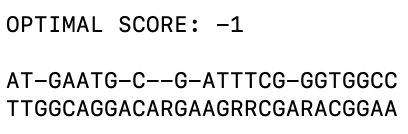 OPTIMAL SCORE: -1
AT-GAATG-C--G-ATTTCG-GGTGGCC
TTGGCAGGACARGAAGRRCGARACGGAA